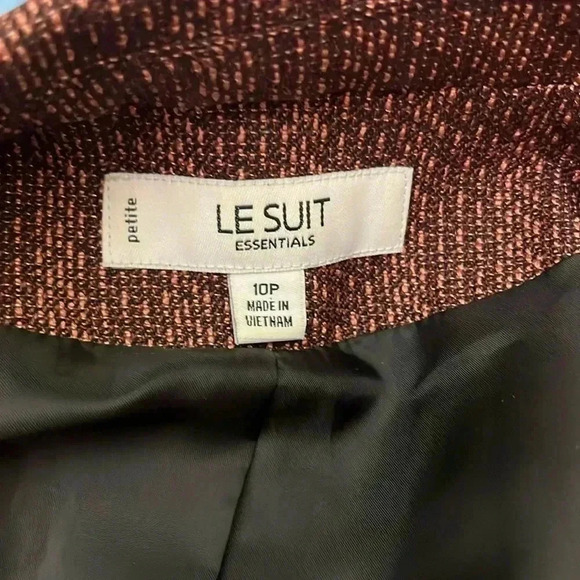 petite
LE SUIT
ESSENTIALS
10P
MADE IN
VIETNAM